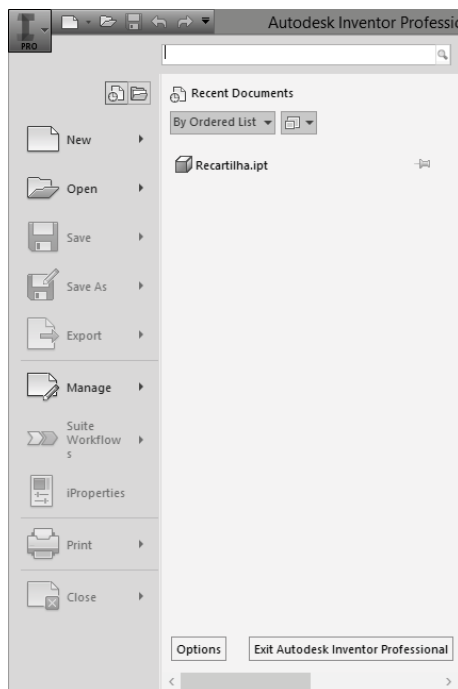 Autodesk Inventor Professio
PRO
Recent Documents
By Ordered List
Recartilha.ipt
New
Open
Save
Save As
Export
Manage
Suite
Workflow
s
iProperties
Print
Close
Options
Exit Autodesk Inventor Professional